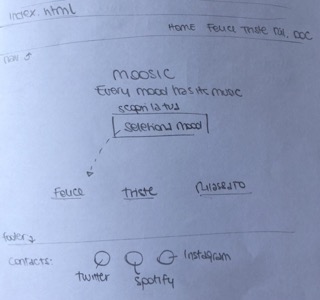 index.html
Home Felice Triste Ril. DOC
nav
MOOSIC
Every mood has its music
scopri la tua
Seleziona mood
Felice
Triste
Rilassato
footer
Contacts:
Instagram
twitter
spotify